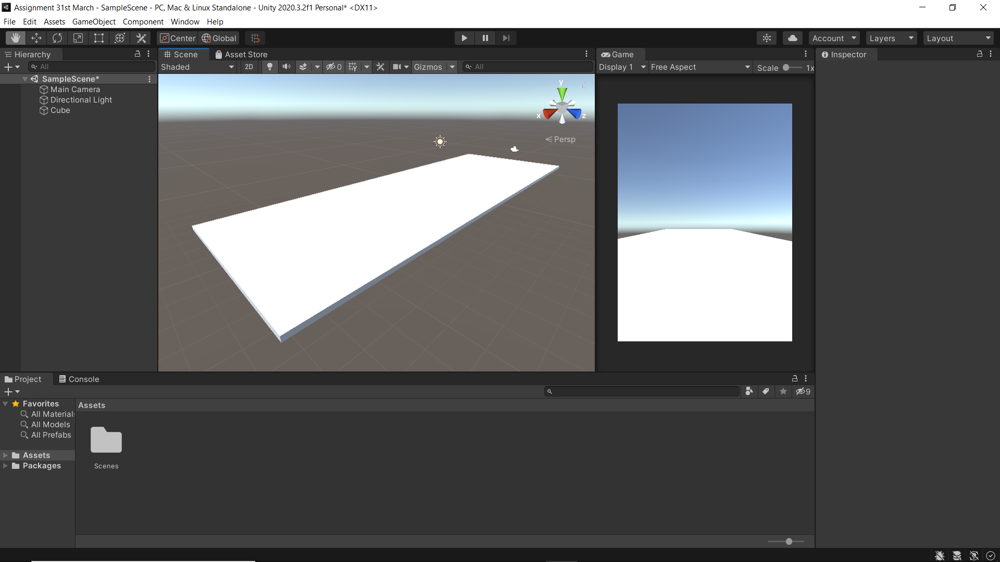 Assignment 31st March - SampleScene - PC, Mac & Linux Standalone - Unity 2020.3.2f1 Personal* <DX11>
File Edit Assets GameObject Component Window Help
Center Global Account Layers Layout
Hierarchy Scene Asset Store Game Inspector
All Shaded 2D 0 Gizmos All Display 1 Free Aspect Scale 1x
SampleScene*
Main Camera
Directional Light
Cube
y
x z
Persp
Project Console
9
Favorites Assets
All Materials
All Models
All Prefabs
Assets
Packages
Scenes